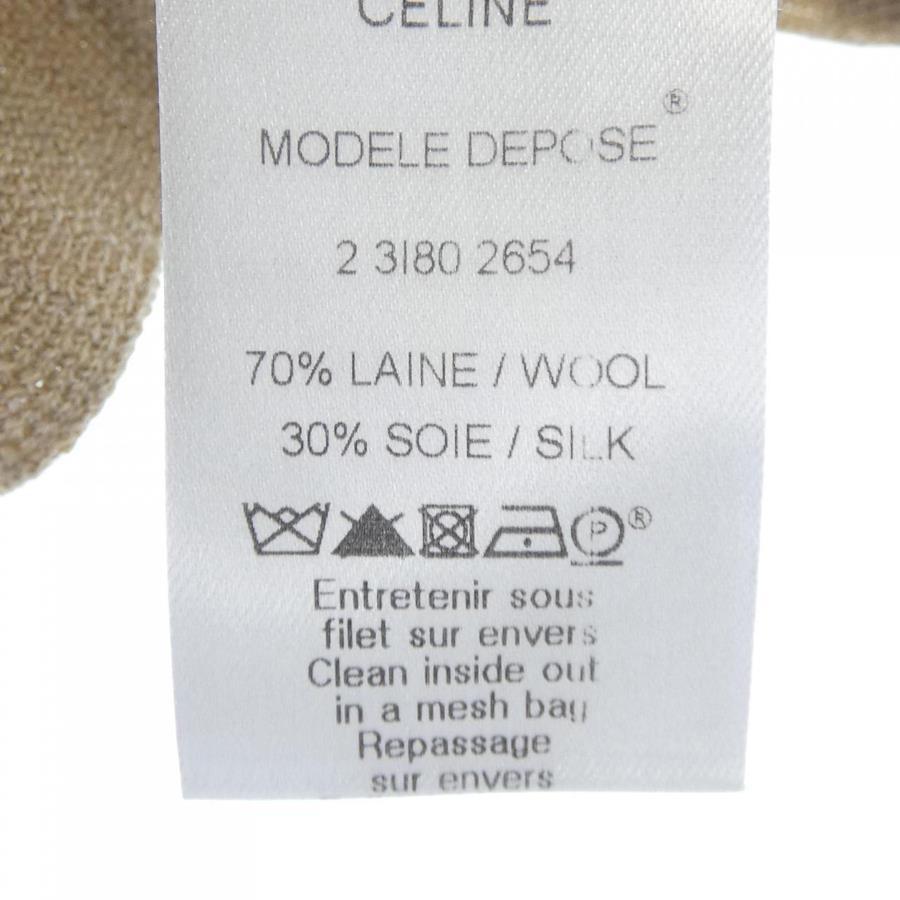 CELINE
MODELE DEPOSE ®
2 3I80 2654
70% LAINE / WOOL
30% SOIE / SILK
P ®
Entretenir sous
filet sur envers
Clean inside out
in a mesh bag
Repassage
sur envers